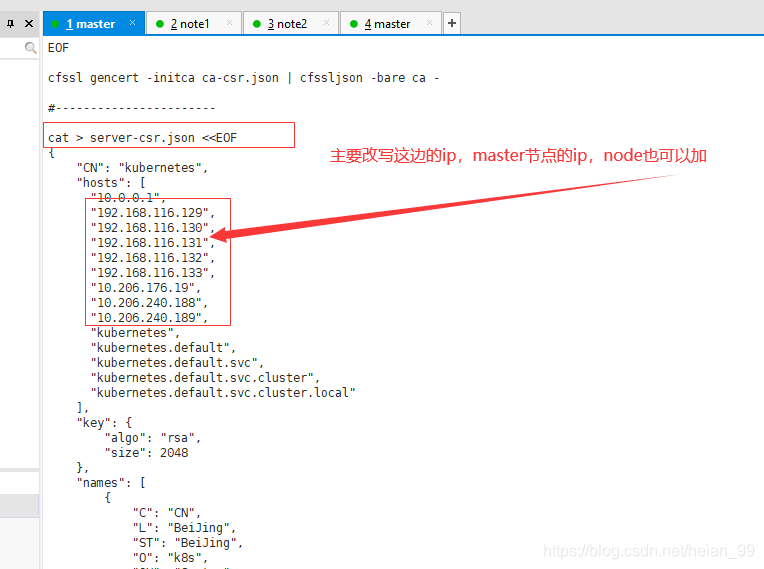 1 master
2 note1
3 note2
4 master
EOF
cfssl gencert -initca ca-csr.json | cfssljson -bare ca -
#-----------------------
cat > server-csr.json <<EOF
主要改写这边的ip，master节点的ip，node也可以加
{
"CN": "kubernetes",
"hosts": [
"10.0.0.1",
"192.168.116.129",
"192.168.116.130",
"192.168.116.131",
"192.168.116.132",
"192.168.116.133",
"10.206.176.19",
"10.206.240.188",
"10.206.240.189",
"kubernetes",
"kubernetes.default",
"kubernetes.default.svc",
"kubernetes.default.svc.cluster",
"kubernetes.default.svc.cluster.local"
],
"key": {
"algo": "rsa",
"size": 2048
},
"names": [
{
"C": "CN",
"L": "BeiJing",
"ST": "BeiJing",
"O": "k8s",
https://blog.csdn.net/heian_99